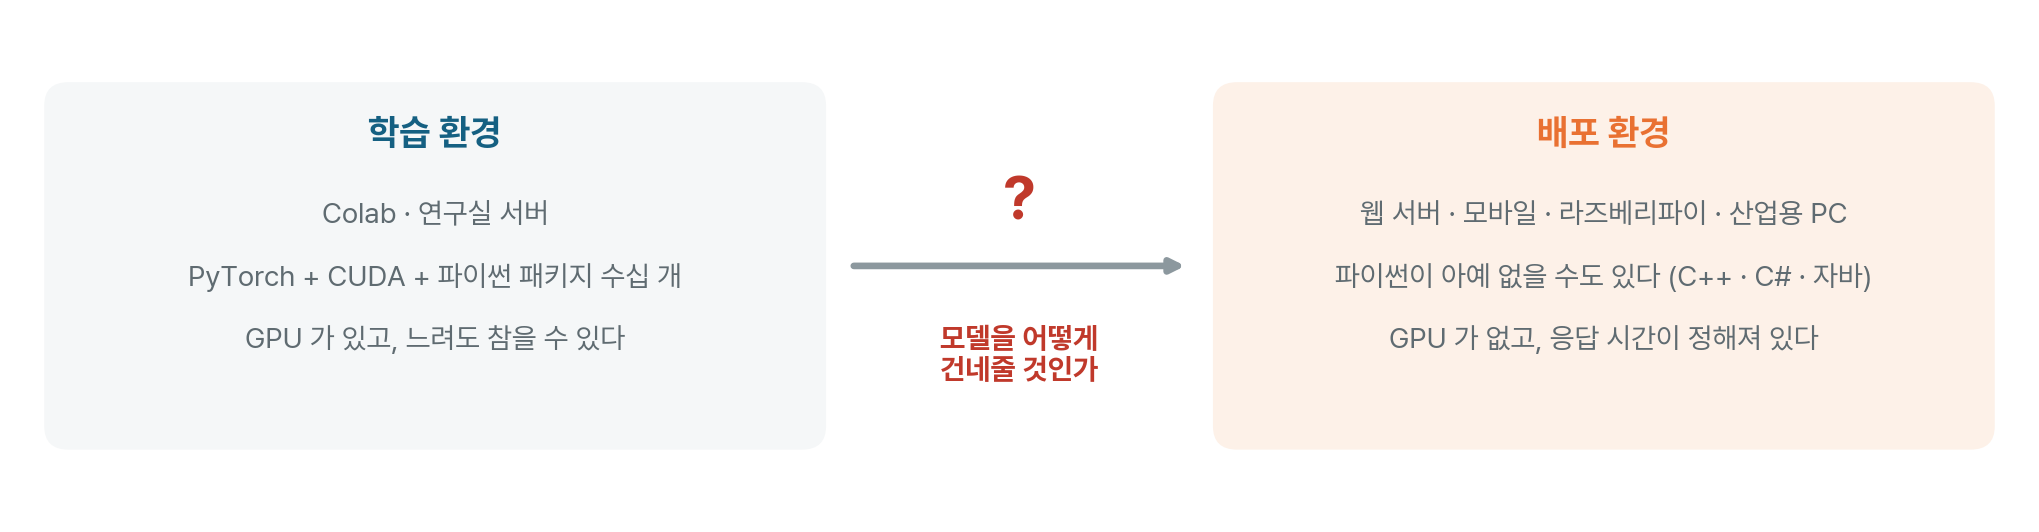 학습 환경
Colab · 연구실 서버
PyTorch + CUDA + 파이썬 패키지 수십 개
GPU 가 있고, 느려도 참을 수 있다
?
모델을 어떻게
건네줄 것인가
배포 환경
웹 서버 · 모바일 · 라즈베리파이 · 산업용 PC
파이썬이 아예 없을 수도 있다 (C++ · C# · 자바)
GPU 가 없고, 응답 시간이 정해져 있다